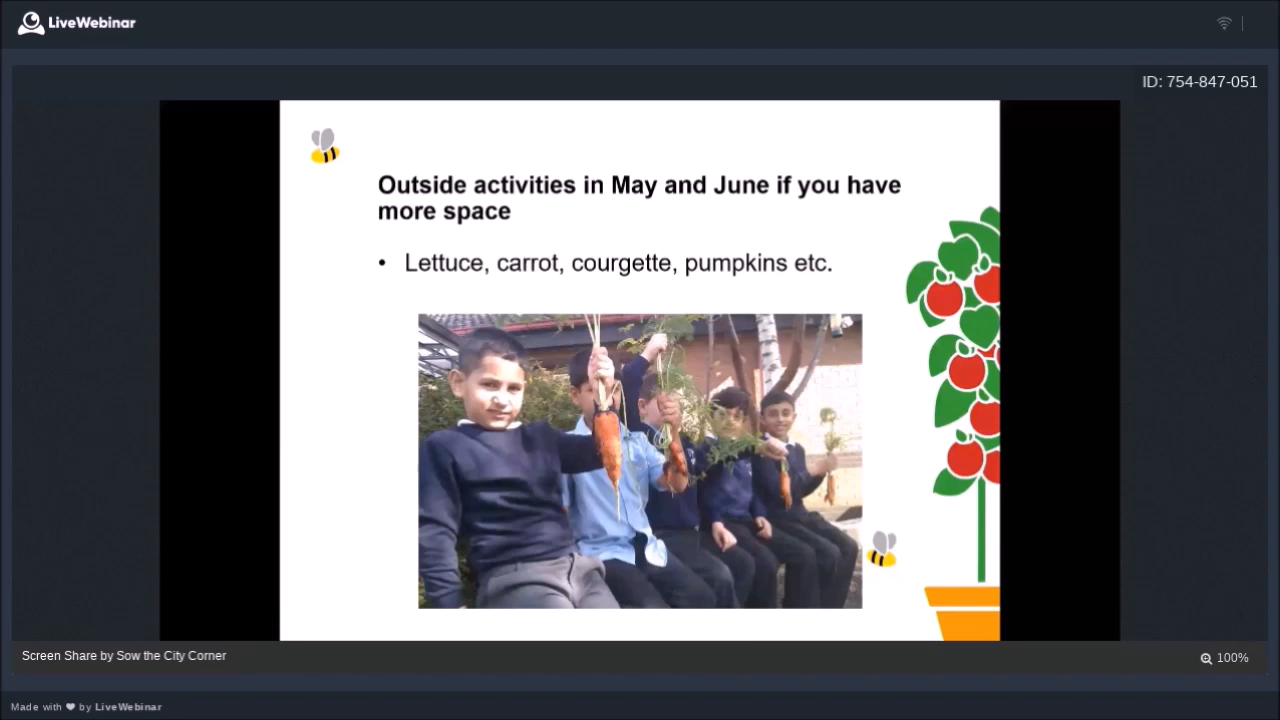 LiveWebinar
ID: 754-847-051
Outside activities in May and June if you have
more space
• Lettuce, carrot, courgette, pumpkins etc.
Screen Share by Sow the City Corner
100%
Made with ❤ by LiveWebinar